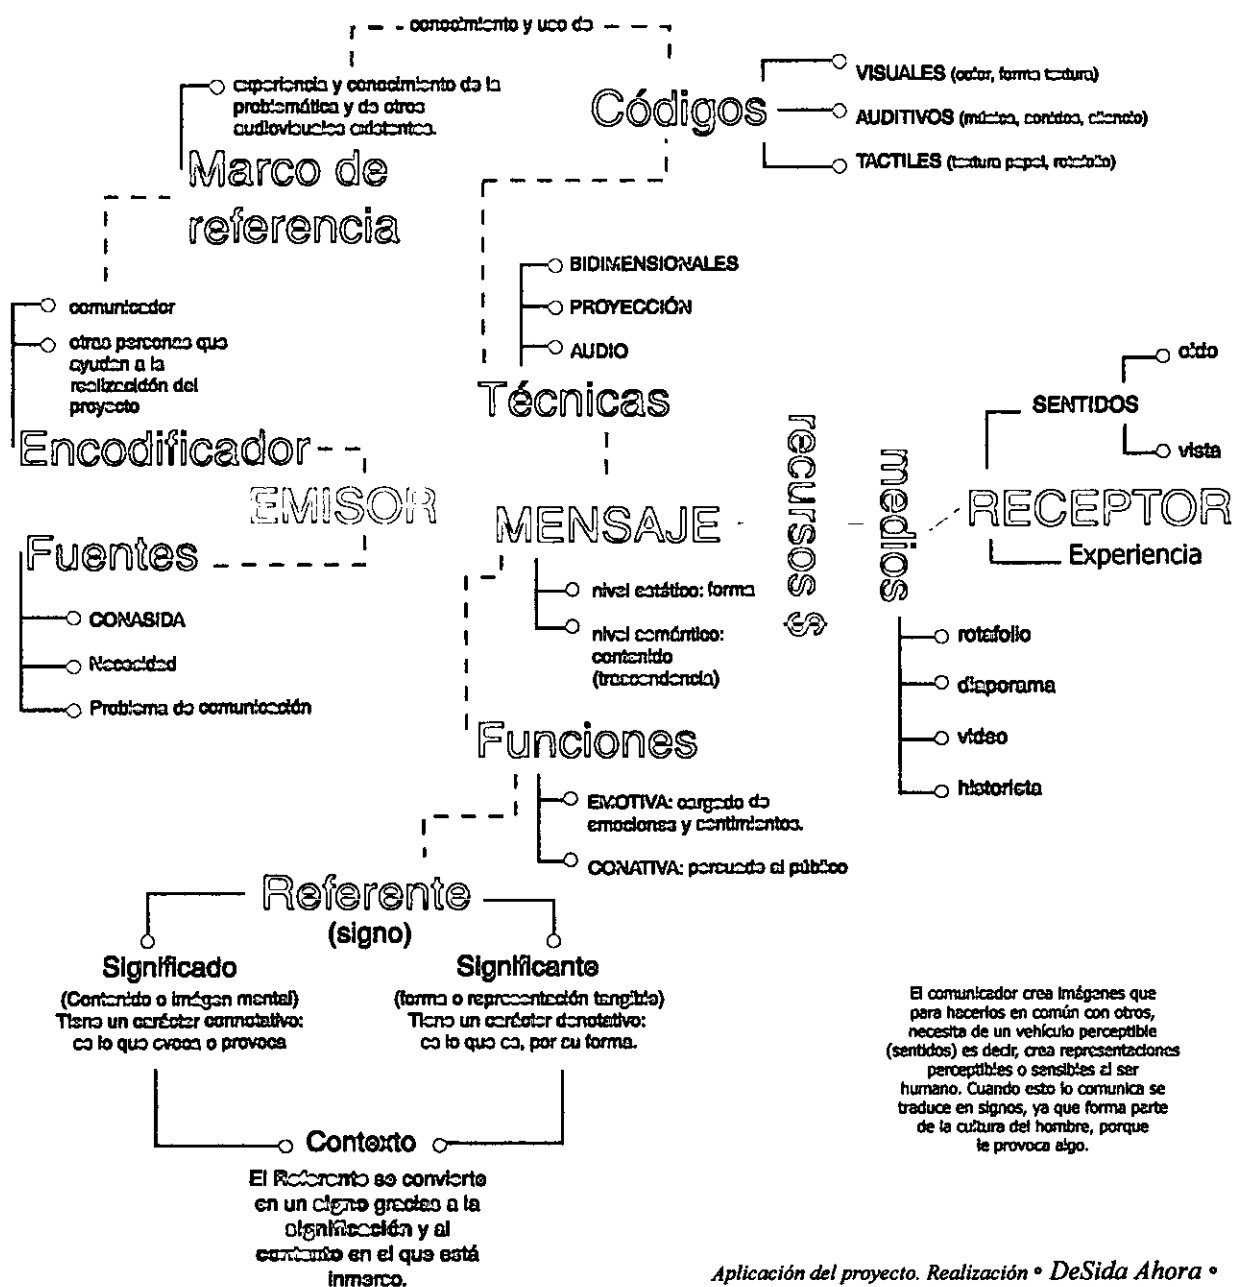 conocimiento y uso de
experiencia y conocimiento de la
problemática y de otros
audiovisuales existentes.
Marco de
referencia
Códigos
VISUALES (color, forma textura)
AUDITIVOS (música, sonidos, silencio)
TACTILES (textura papel, rotafolio)
comunicador
otras personas que
ayudan a la
realización del
proyecto
Encodificador
EMISOR
Fuentes
CONASIDA
Necesidad
Problema de comunicación
BIDIMENSIONALES
PROYECCIÓN
AUDIO
Técnicas
MENSAJE
nivel estático: forma
nivel semántico:
contenido
(trascendencia)
recursos $
medios
SENTIDOS
oído
vista
RECEPTOR
Experiencia
rotafolio
diaporama
video
historieta
Funciones
EMOTIVA: cargado de
emociones y sentimientos.
CONATIVA: persuade al público
Referente
(signo)
Significado
(Contenido o imágen mental)
Tiene un carácter connotativo:
es lo que evoca o provoca
Significante
(forma o representación tangible)
Tiene un carácter denotativo:
es lo que es, por su forma.
Contexto
El Referente se convierte
en un signo gracias a la
significación y al
contexto en el que está
inmerso.
El comunicador crea imágenes que
para hacerlos en común con otros,
necesita de un vehículo perceptible
(sentidos) es decir, crea representaciones
perceptibles o sensibles al ser
humano. Cuando esto lo comunica se
traduce en signos, ya que forma parte
de la cultura del hombre, porque
le provoca algo.
Aplicación del proyecto. Realización • DeSida Ahora •